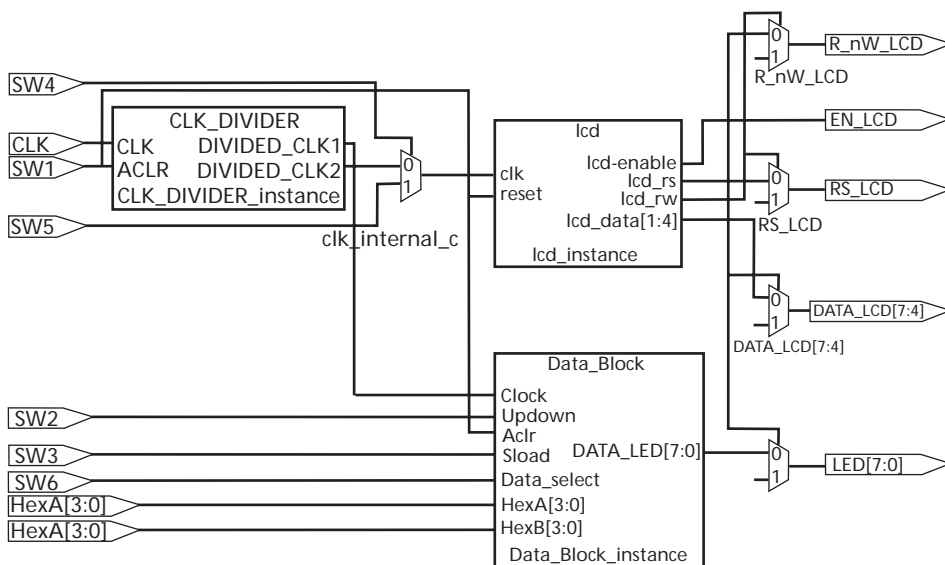 SW4
CLK
SW1
SW5
CLK_DIVIDER
CLK
DIVIDED_CLK1
ACLR
DIVIDED_CLK2
CLK_DIVIDER_instance
0
1
clk_internal_c
lcd
clk
reset
lcd-enable
lcd_rs
lcd_rw
lcd_data[1:4]
lcd_instance
0
1
R_nW_LCD
R_nW_LCD
EN_LCD
0
1
RS_LCD
RS_LCD
0
1
DATA_LCD[7:4]
DATA_LCD[7:4]
SW2
SW3
SW6
HexA[3:0]
HexA[3:0]
Data_Block
Clock
Updown
Aclr
Sload
Data_select
HexA[3:0]
HexB[3:0]
DATA_LED[7:0]
Data_Block_instance
0
1
LED[7:0]